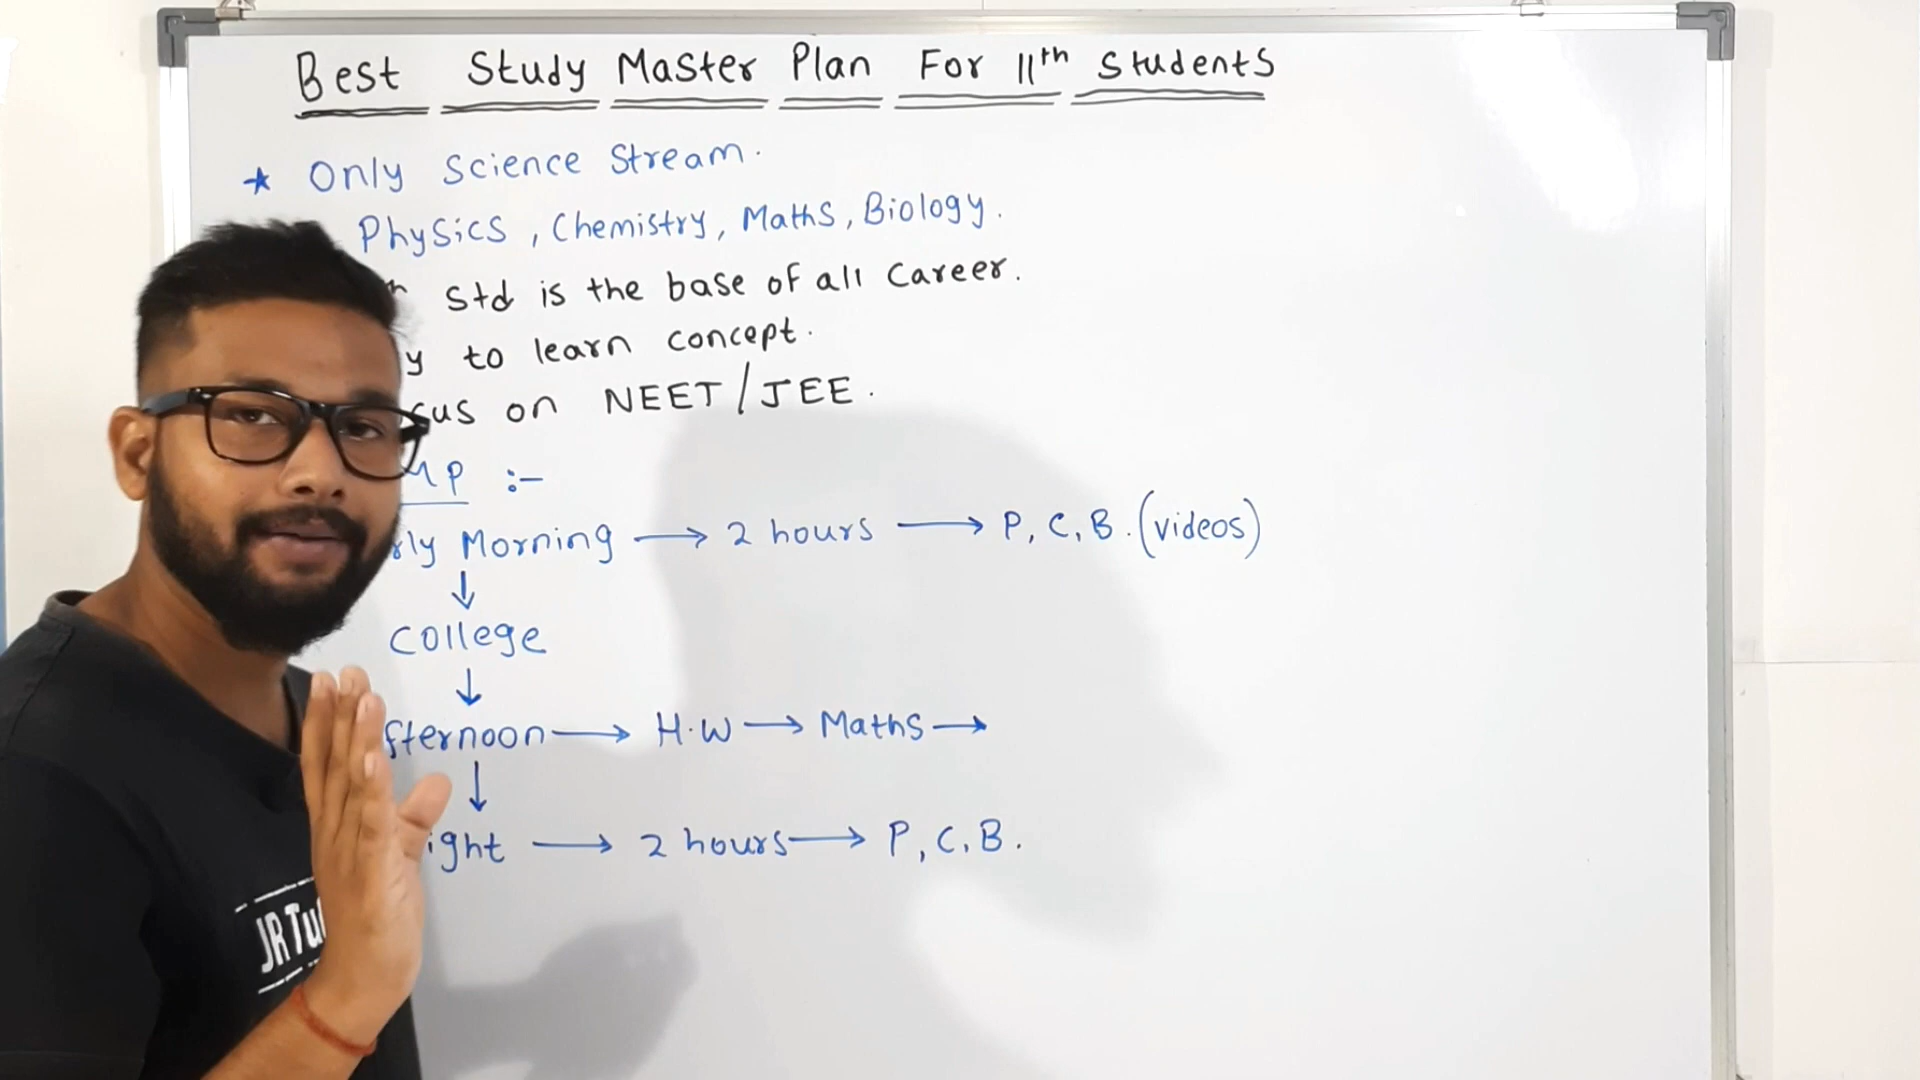 Best Study Master Plan For 11th Students
★ Only Science Stream.
Physics, Chemistry, Maths, Biology.
Std is the base of all Career.
to learn concept.
on NEET/JEE.
MP :-
Morning → 2 hours → P, C, B. (videos)
↓
College
↓
fternoon → H.W → Maths →
↓
ight → 2 hours → P, C, B.
JR Tu